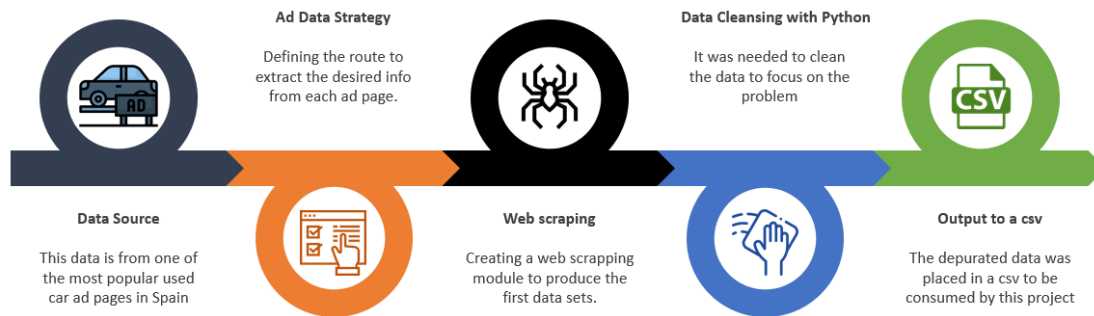 AD
Data Source
This data is from one of
the most popular used
car ad pages in Spain
Ad Data Strategy
Defining the route to
extract the desired info
from each ad page.
Web scraping
Creating a web scrapping
module to produce the
first data sets.
Data Cleansing with Python
It was needed to clean
the data to focus on the
problem
CSV
Output to a csv
The depurated data was
placed in a csv to be
consumed by this project